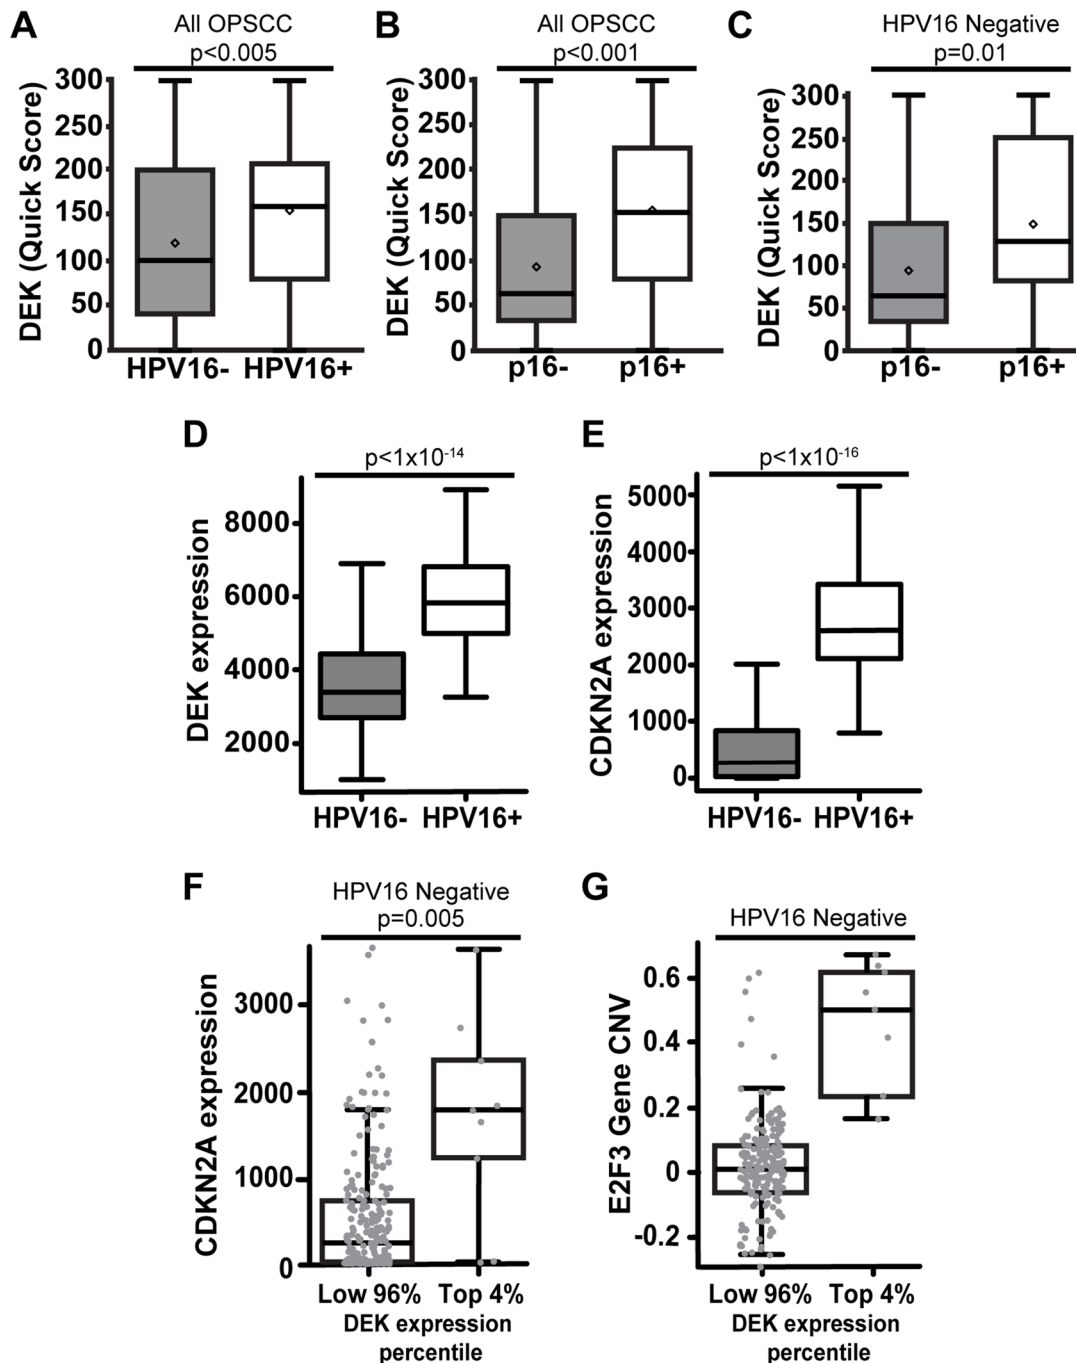 A
All OPSCC
p<0.005
DEK (Quick Score)
300
250
200
150
100
50
0
HPV16- HPV16+
B
All OPSCC
p<0.001
DEK (Quick Score)
300
250
200
150
100
50
0
p16- p16+
C
HPV16 Negative
p=0.01
DEK (Quick Score)
300
250
200
150
100
50
0
p16- p16+
D
p<1x10⁻¹⁴
DEK expression
8000
6000
4000
2000
HPV16- HPV16+
E
p<1x10⁻¹⁶
CDKN2A expression
5000
4000
3000
2000
1000
0
HPV16- HPV16+
F
HPV16 Negative
p=0.005
CDKN2A expression
3000
2000
1000
0
Low 96% Top 4%
DEK expression
percentile
G
HPV16 Negative
E2F3 Gene CNV
0.6
0.4
0.2
0
-0.2
Low 96% Top 4%
DEK expression
percentile